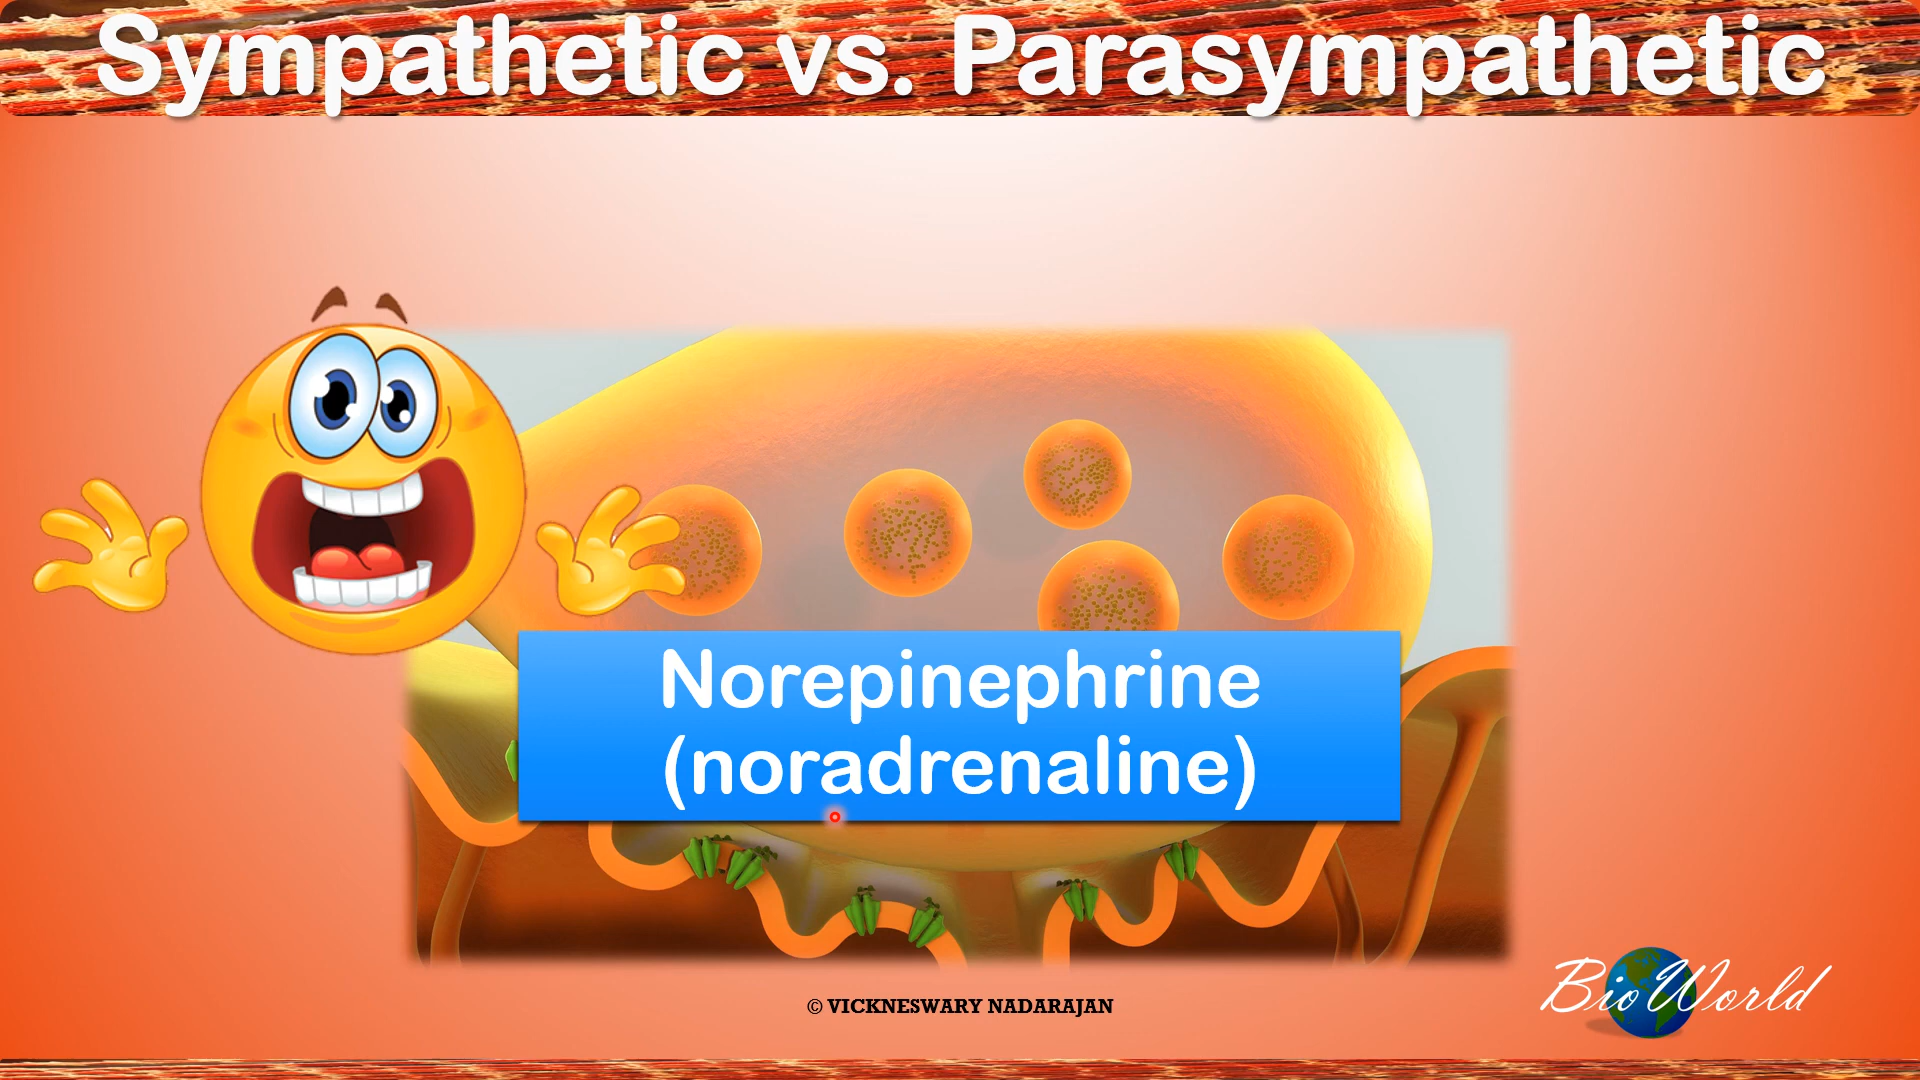 Sympathetic vs. Parasympathetic
Norepinephrine
(noradrenaline)
© VICKNESWARY NADARAJAN
BioWorld